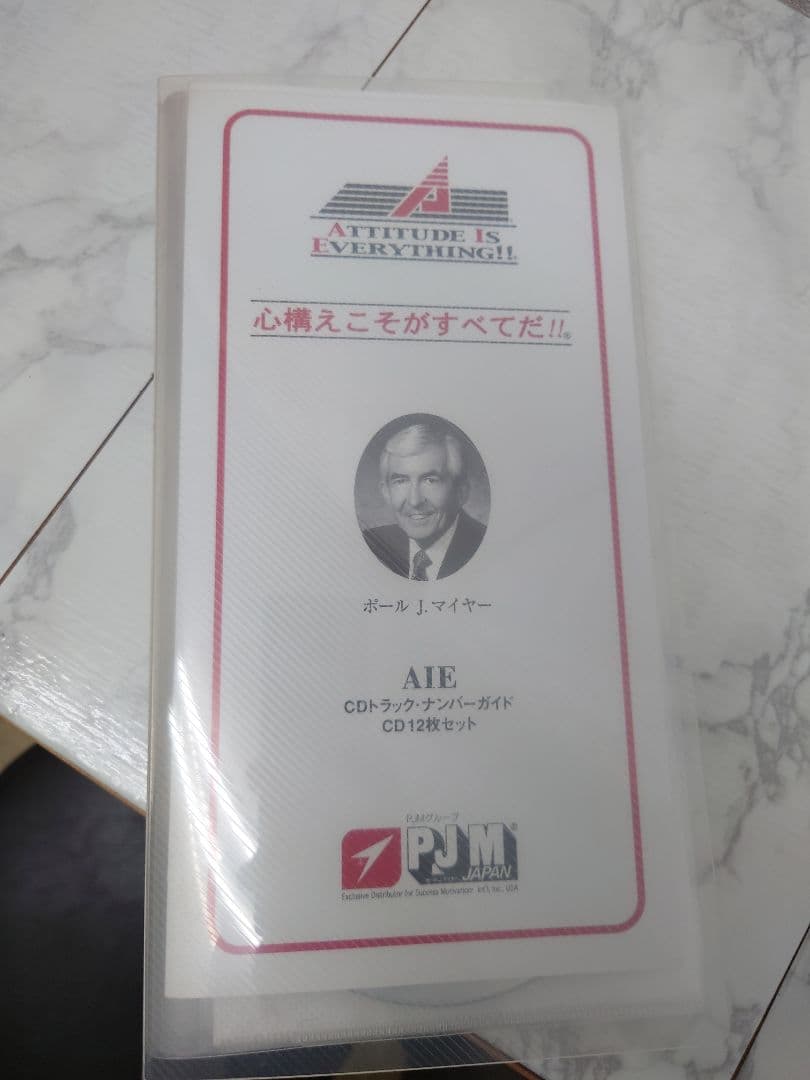 ATTITUDE IS
EVERYTHING!!
心構えこそがすべてだ!!®
ポール J.マイヤー
AIE
CDトラック・ナンバーガイド
CD12枚セット
PJMグループ
PJM®
JAPAN
Exclusive Distributor for Success Motivation® Int'l, Inc., USA